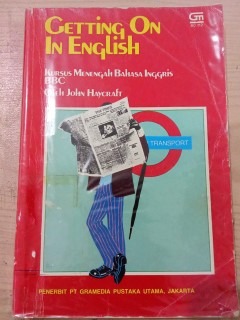 GM
GETTING ON
IN ENGLISH
KURSUS MENENGAH BAHASA INGGRIS
BBC
Oleh JOHN HAYCRAFT
TRANSPORT
PENERBIT PT GRAMEDIA PUSTAKA UTAMA, JAKARTA